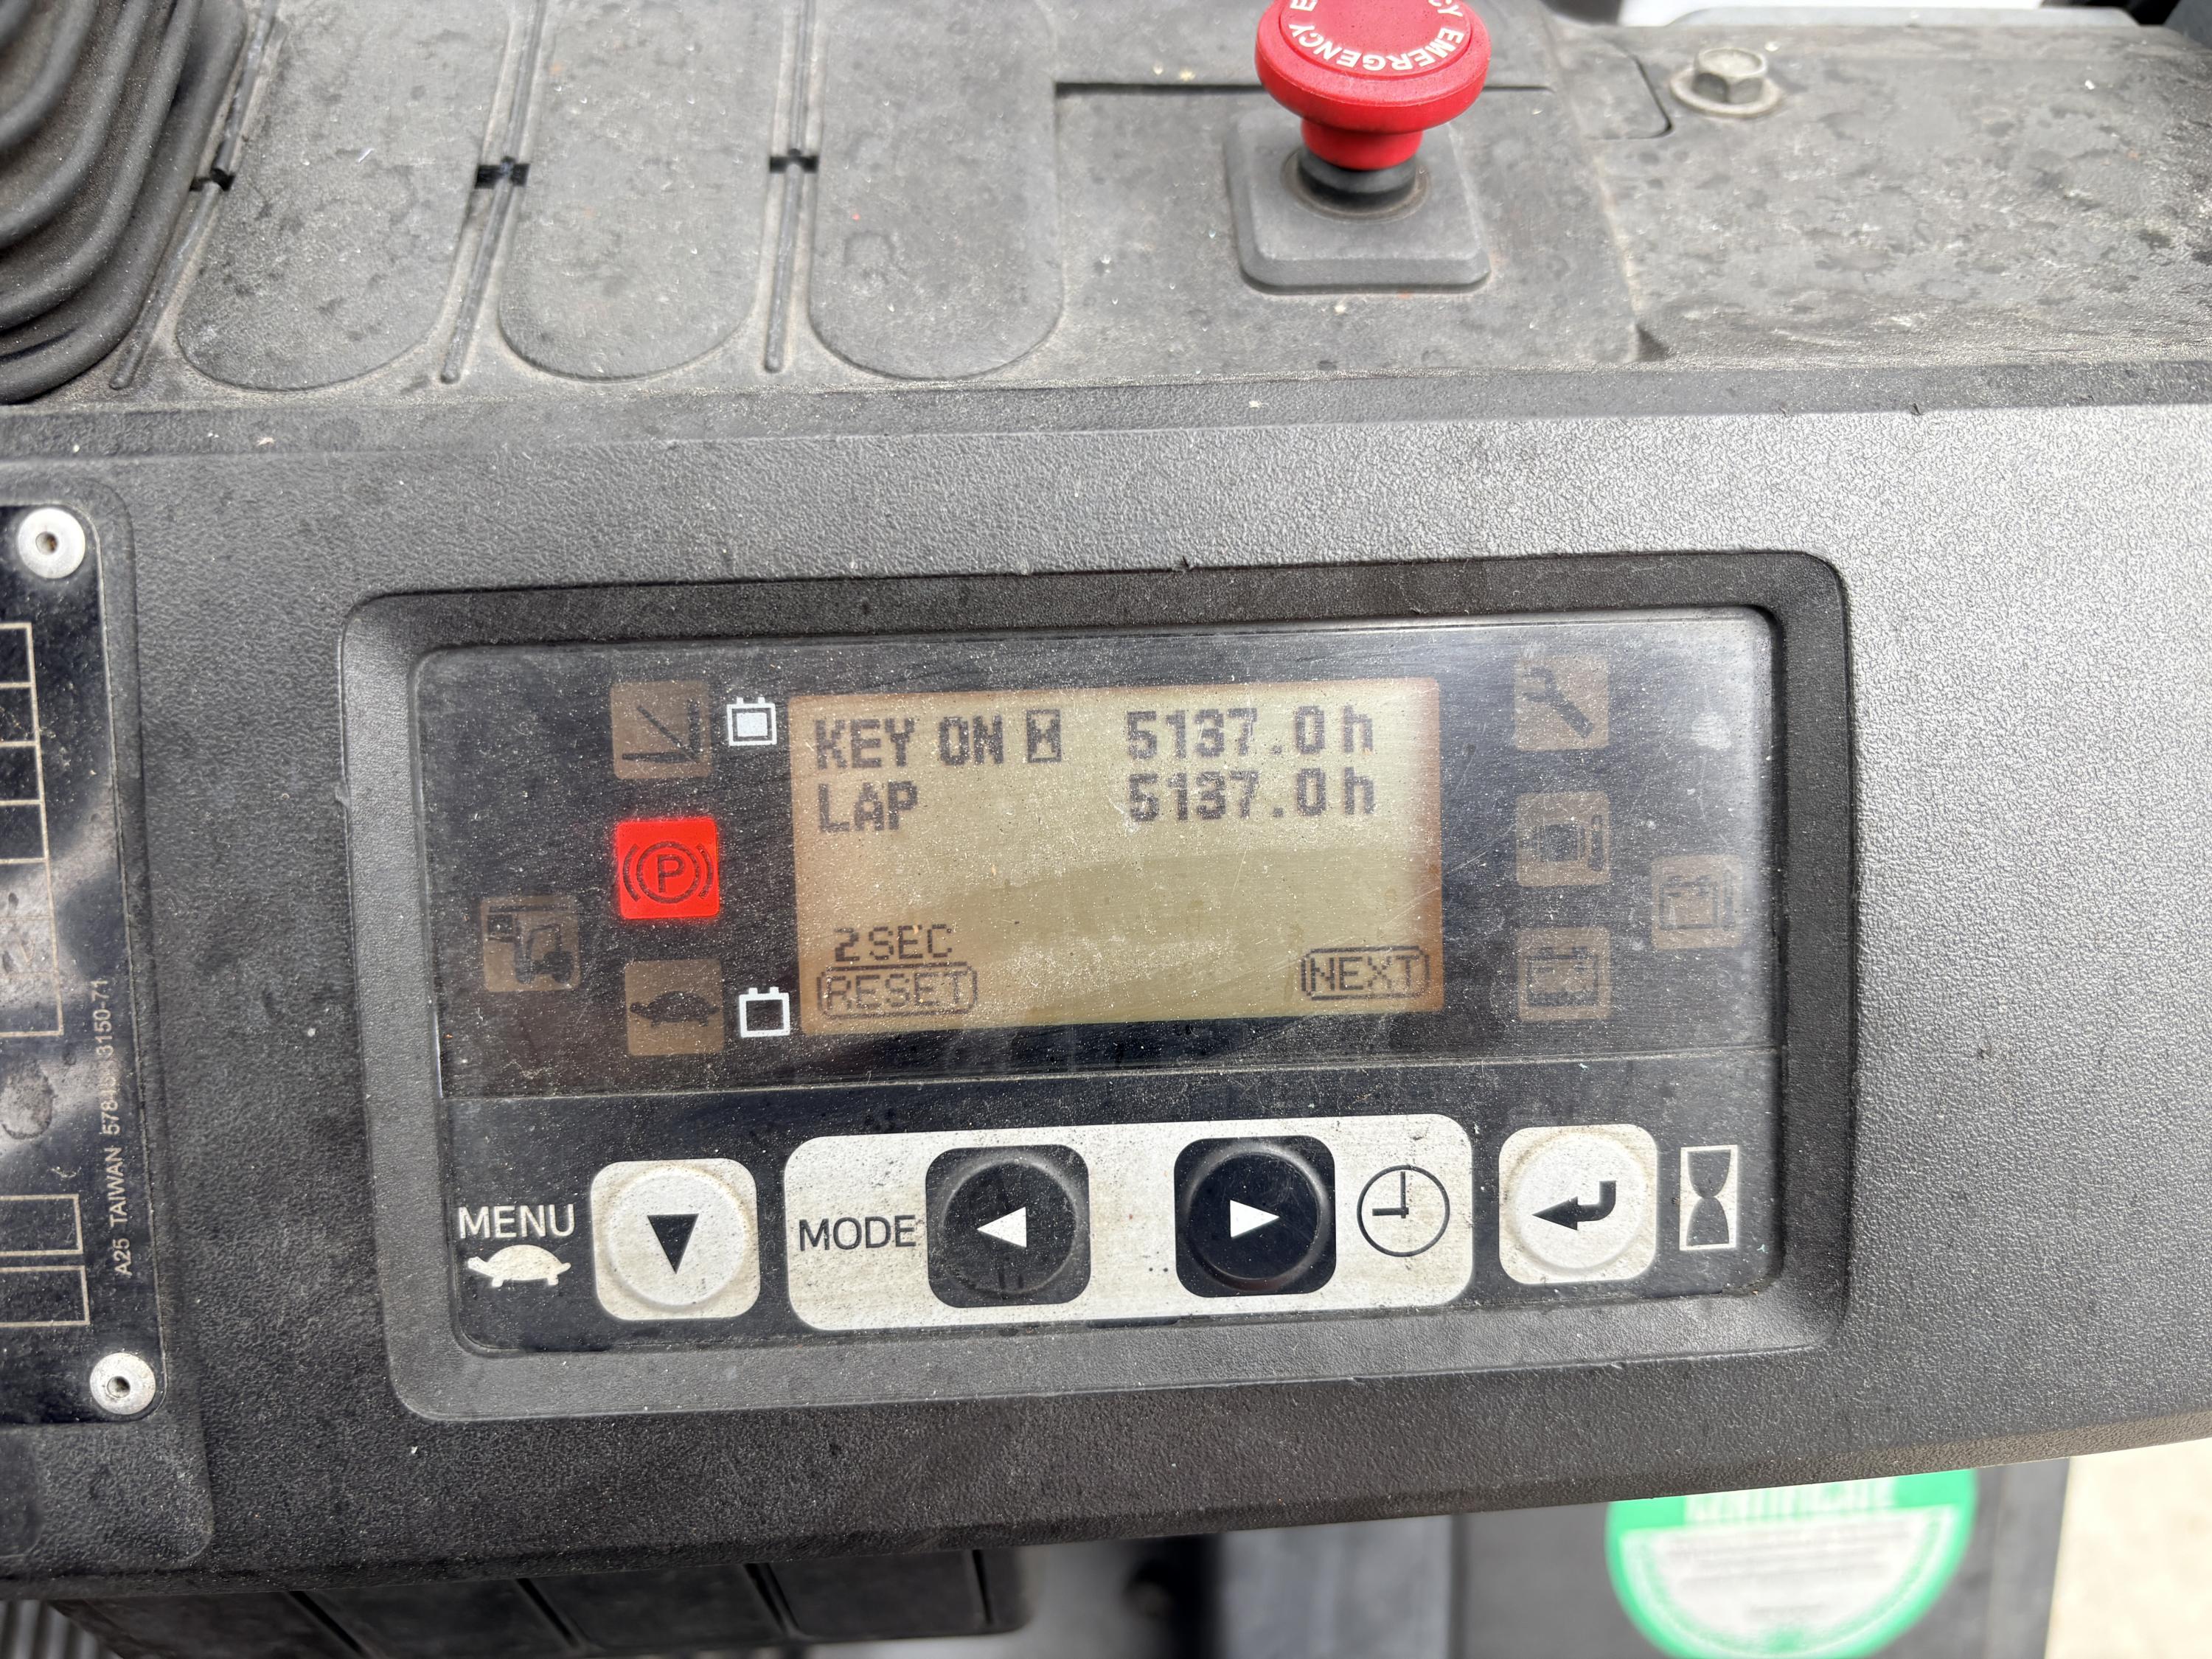 EMERGENCY
KEY ON 5137.0h
LAP 5137.0h
2SEC
RESET NEXT
P
MENU
MODE
A25 TAIWAN